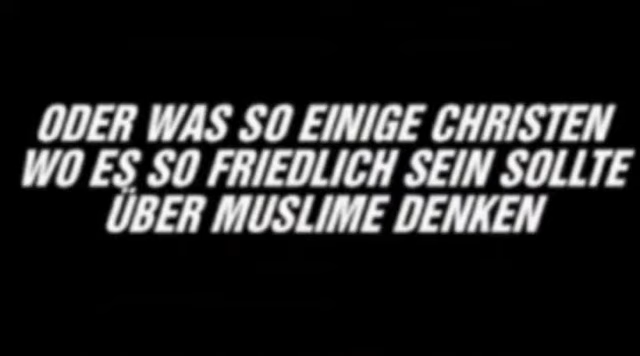 ODER WAS SO EINIGE CHRISTEN
WO ES SO FRIEDLICH SEIN SOLLTE
ÜBER MUSLIME DENKEN